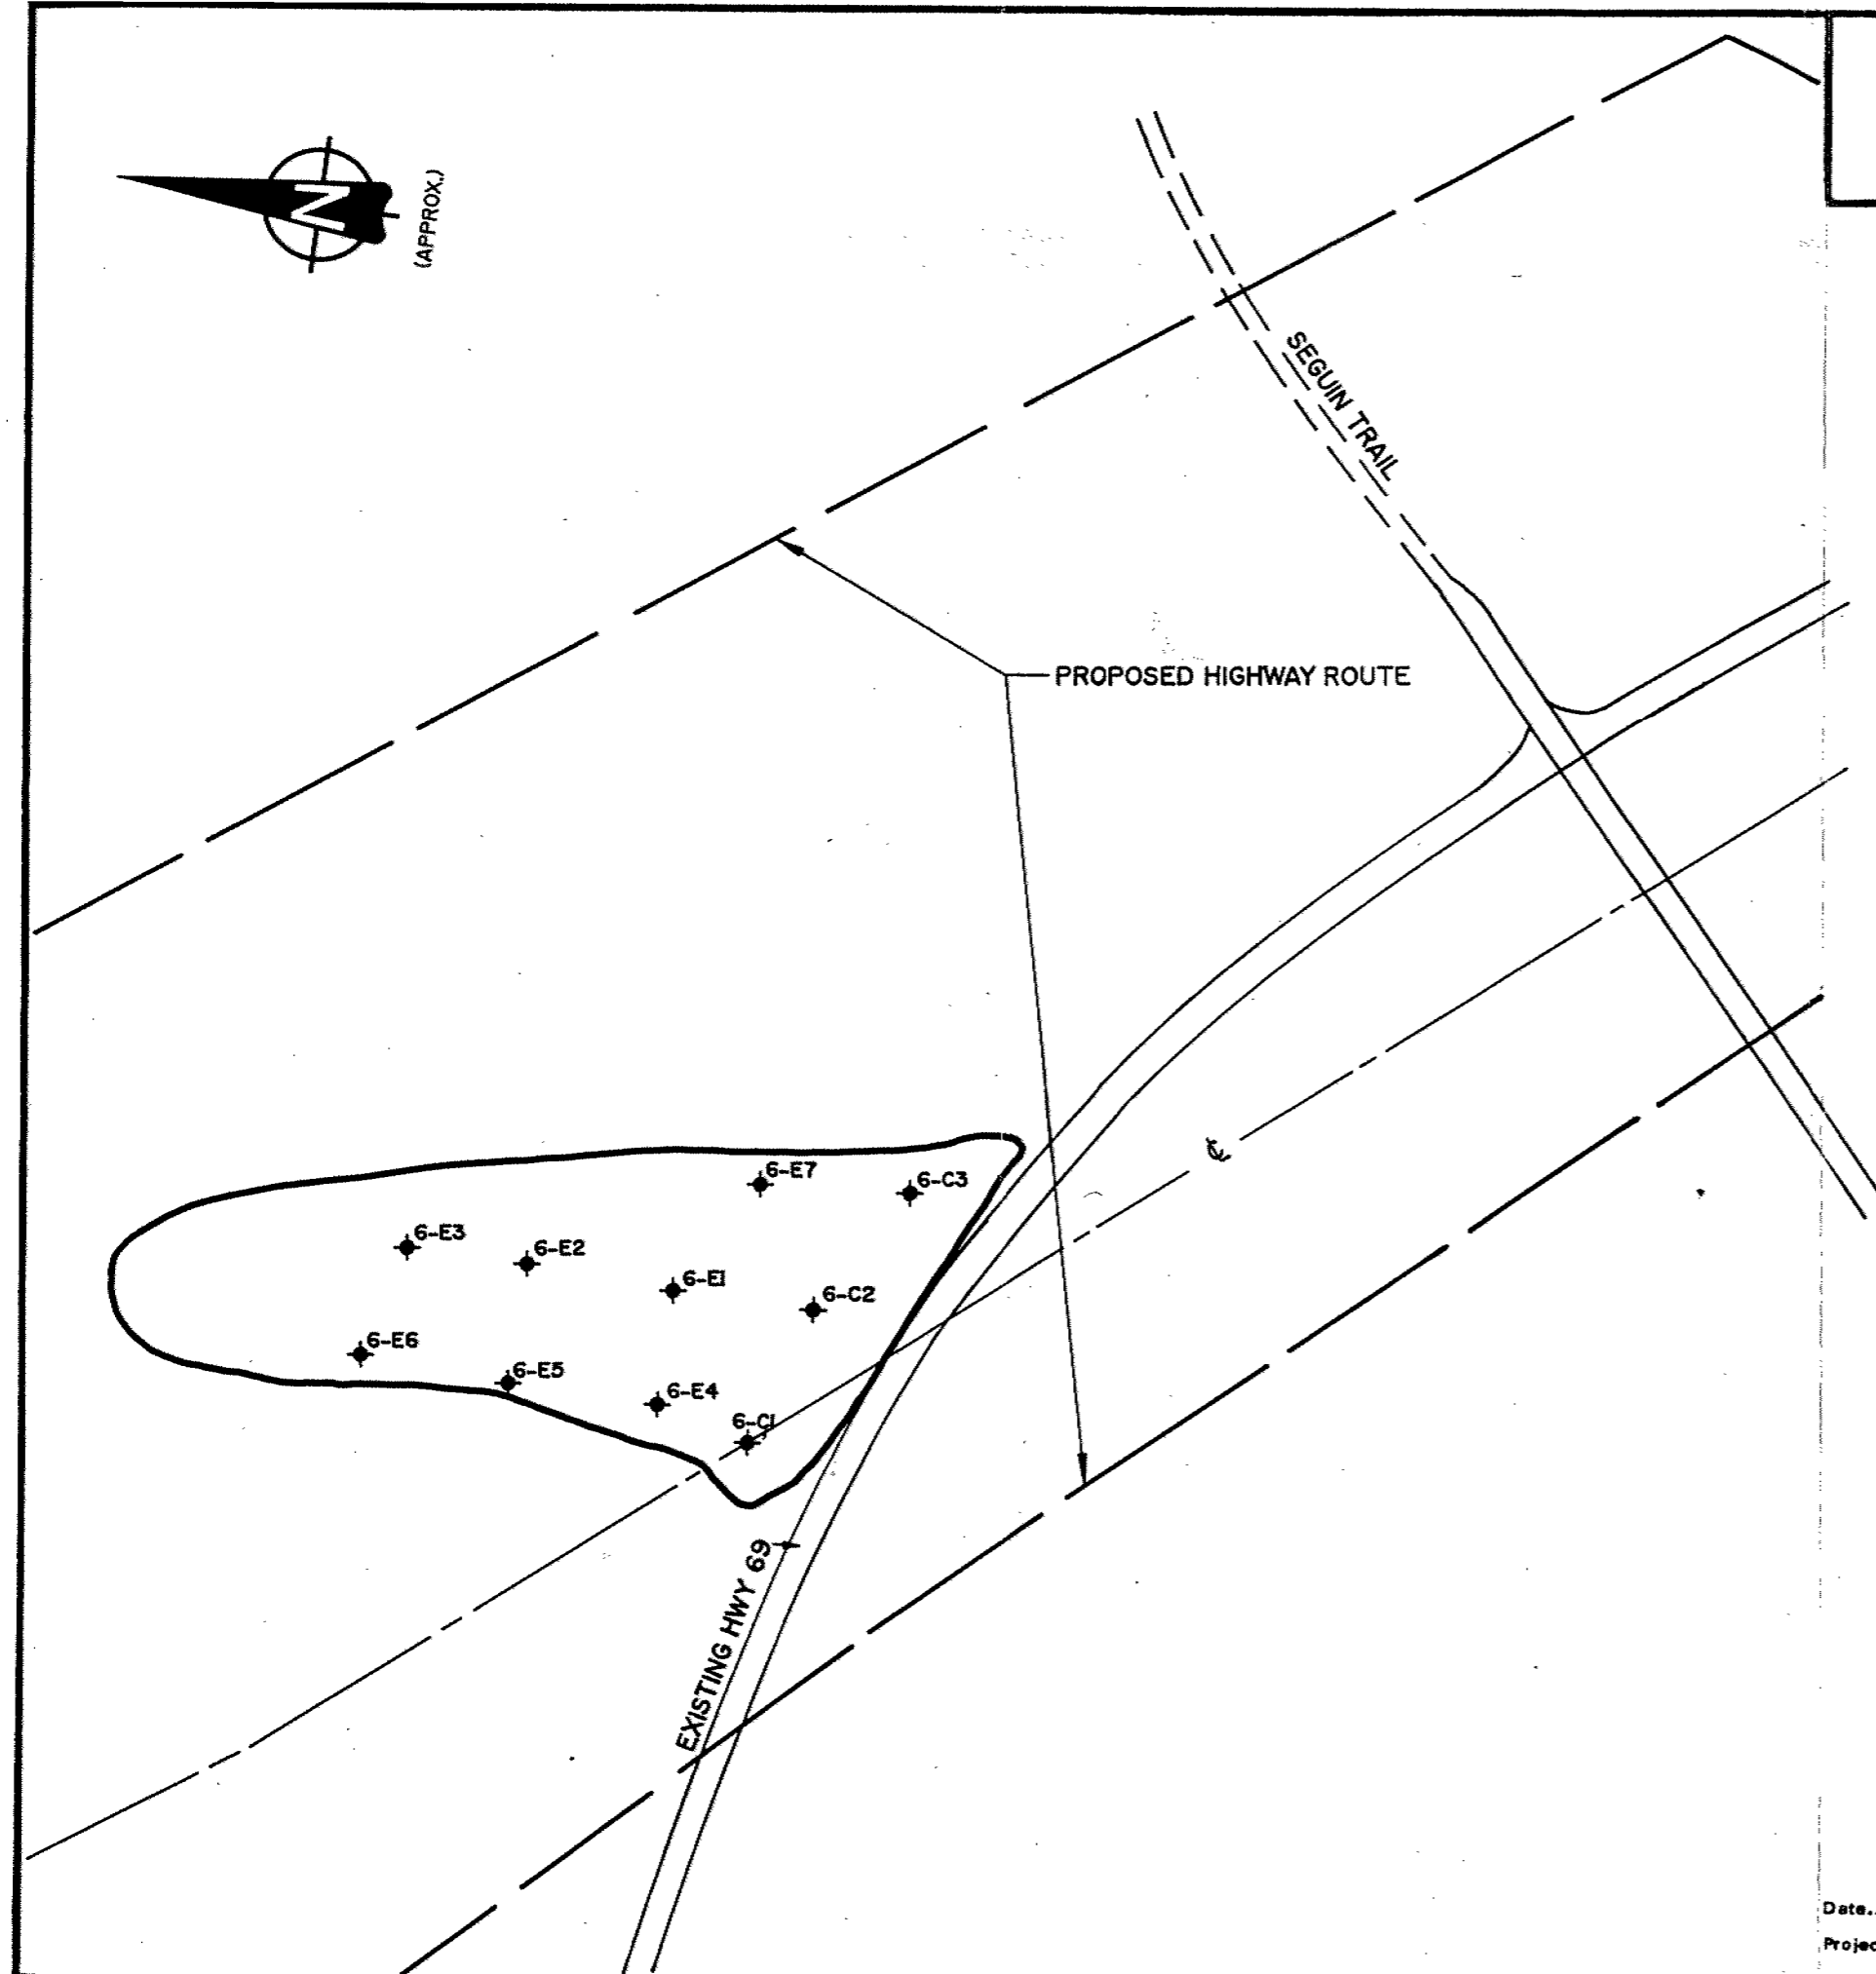 N
(APPROX.)
SEGUIN TRAIL
PROPOSED HIGHWAY ROUTE
℄
6-E7
6-C3
6-E3
6-E2
6-E1
6-C2
6-E6
6-E5
6-E4
6-C1
EXISTING HWY 69
Date..
Projec